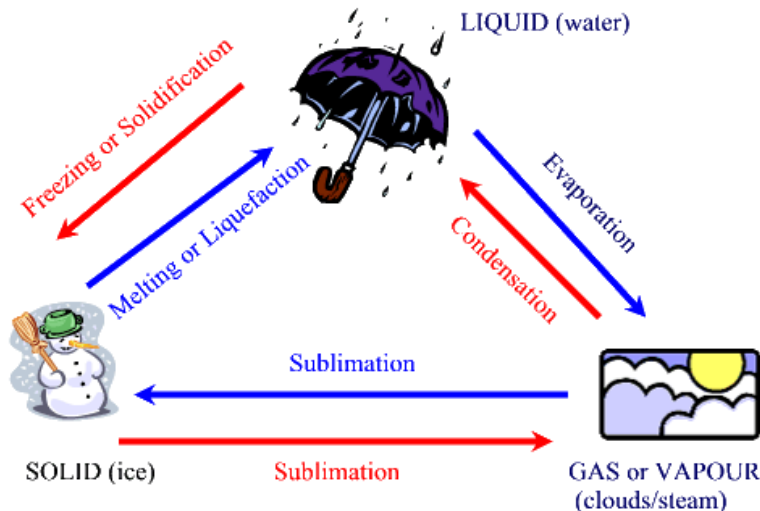 LIQUID (water)
Freezing or Solidification
Melting or Liquefaction
Evaporation
Condensation
Sublimation
Sublimation
SOLID (ice)
GAS or VAPOUR
(clouds/steam)